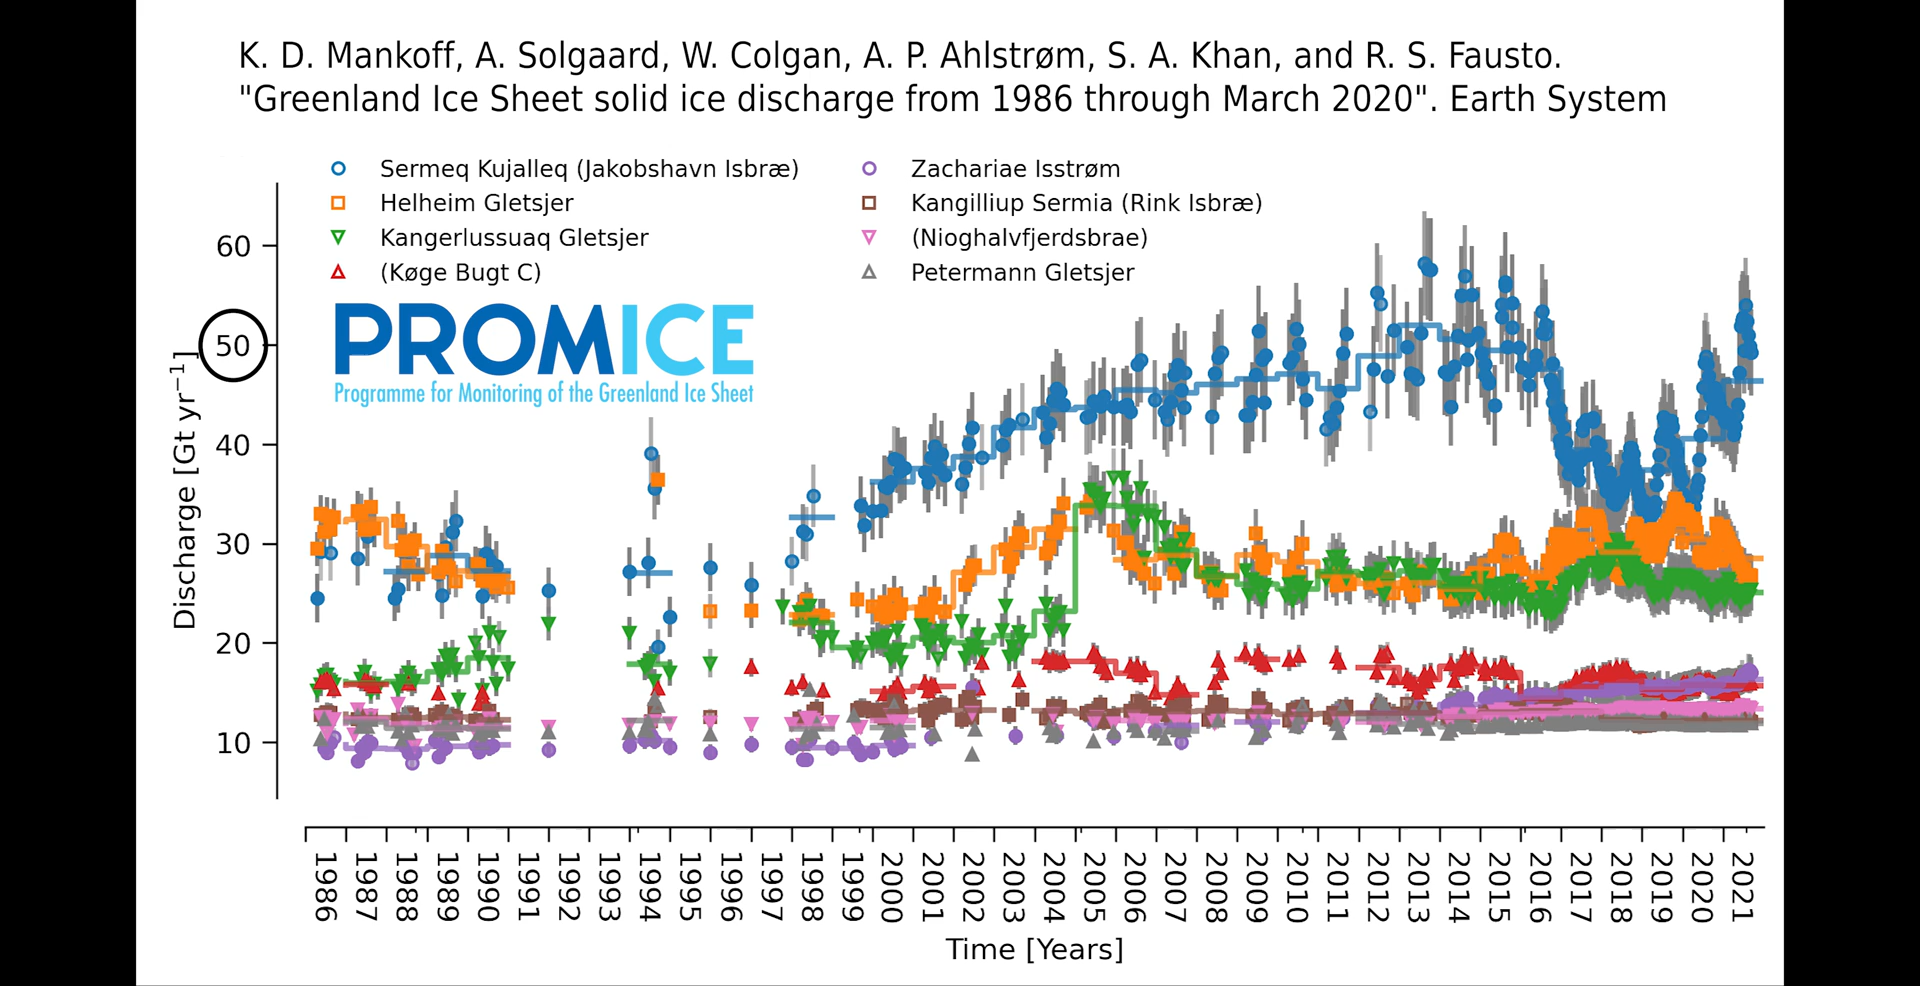 K. D. Mankoff, A. Solgaard, W. Colgan, A. P. Ahlstrøm, S. A. Khan, and R. S. Fausto.
"Greenland Ice Sheet solid ice discharge from 1986 through March 2020". Earth System
Sermeq Kujalleq (Jakobshavn Isbræ)
Helheim Gletsjer
Kangerlussuaq Gletsjer
(Køge Bugt C)
Zachariae Isstrøm
Kangilliup Sermia (Rink Isbræ)
(Nioghalvfjerdsbrae)
Petermann Gletsjer
PROMICE
Programme for Monitoring of the Greenland Ice Sheet
Discharge [Gt yr⁻¹]
60
50
40
30
20
10
1986 1987 1988 1989 1990 1991 1992 1993 1994 1995 1996 1997 1998 1999 2000 2001 2002 2003 2004 2005 2006 2007 2008 2009 2010 2011 2012 2013 2014 2015 2016 2017 2018 2019 2020 2021
Time [Years]